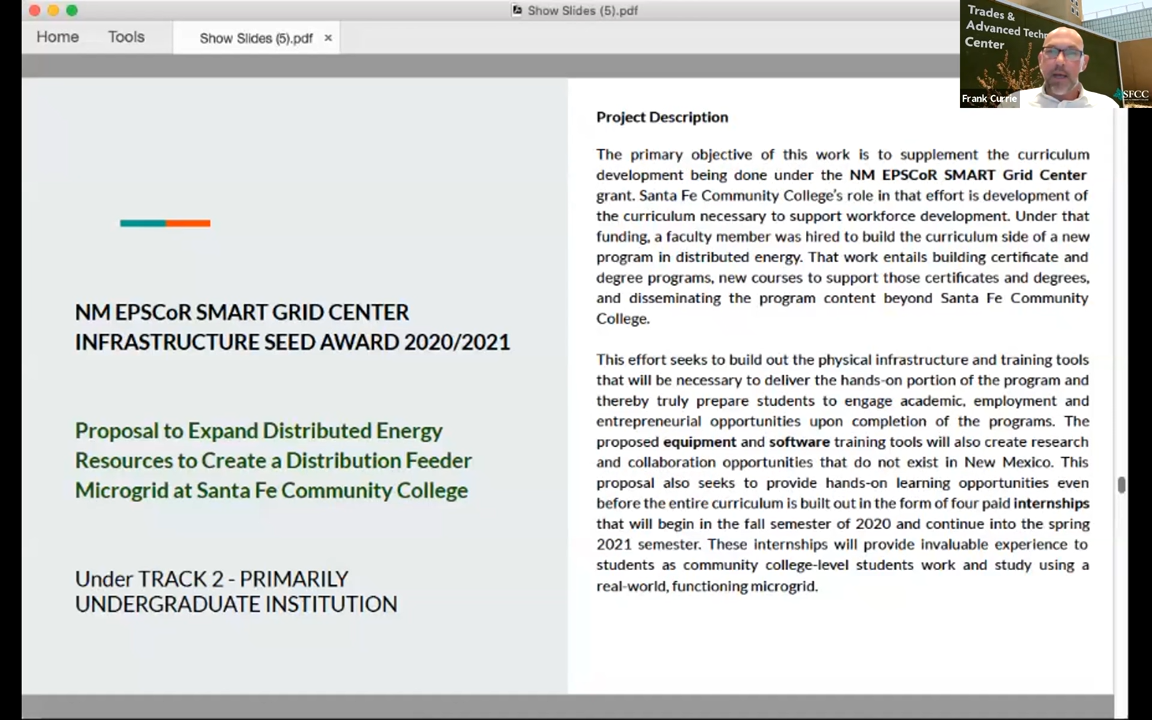 Show Slides (5).pdf
Home
Tools
Show Slides (5).pdf ×
Trades &
Advanced Tech
Center
Frank Currie
SFCC
NM EPSCoR SMART GRID CENTER
INFRASTRUCTURE SEED AWARD 2020/2021
Proposal to Expand Distributed Energy
Resources to Create a Distribution Feeder
Microgrid at Santa Fe Community College
Under TRACK 2 - PRIMARILY
UNDERGRADUATE INSTITUTION
Project Description
The primary objective of this work is to supplement the curriculum
development being done under the NM EPSCoR SMART Grid Center
grant. Santa Fe Community College's role in that effort is development of
the curriculum necessary to support workforce development. Under that
funding, a faculty member was hired to build the curriculum side of a new
program in distributed energy. That work entails building certificate and
degree programs, new courses to support those certificates and degrees,
and disseminating the program content beyond Santa Fe Community
College.
This effort seeks to build out the physical infrastructure and training tools
that will be necessary to deliver the hands-on portion of the program and
thereby truly prepare students to engage academic, employment and
entrepreneurial opportunities upon completion of the programs. The
proposed equipment and software training tools will also create research
and collaboration opportunities that do not exist in New Mexico. This
proposal also seeks to provide hands-on learning opportunities even
before the entire curriculum is built out in the form of four paid internships
that will begin in the fall semester of 2020 and continue into the spring
2021 semester. These internships will provide invaluable experience to
students as community college-level students work and study using a
real-world, functioning microgrid.